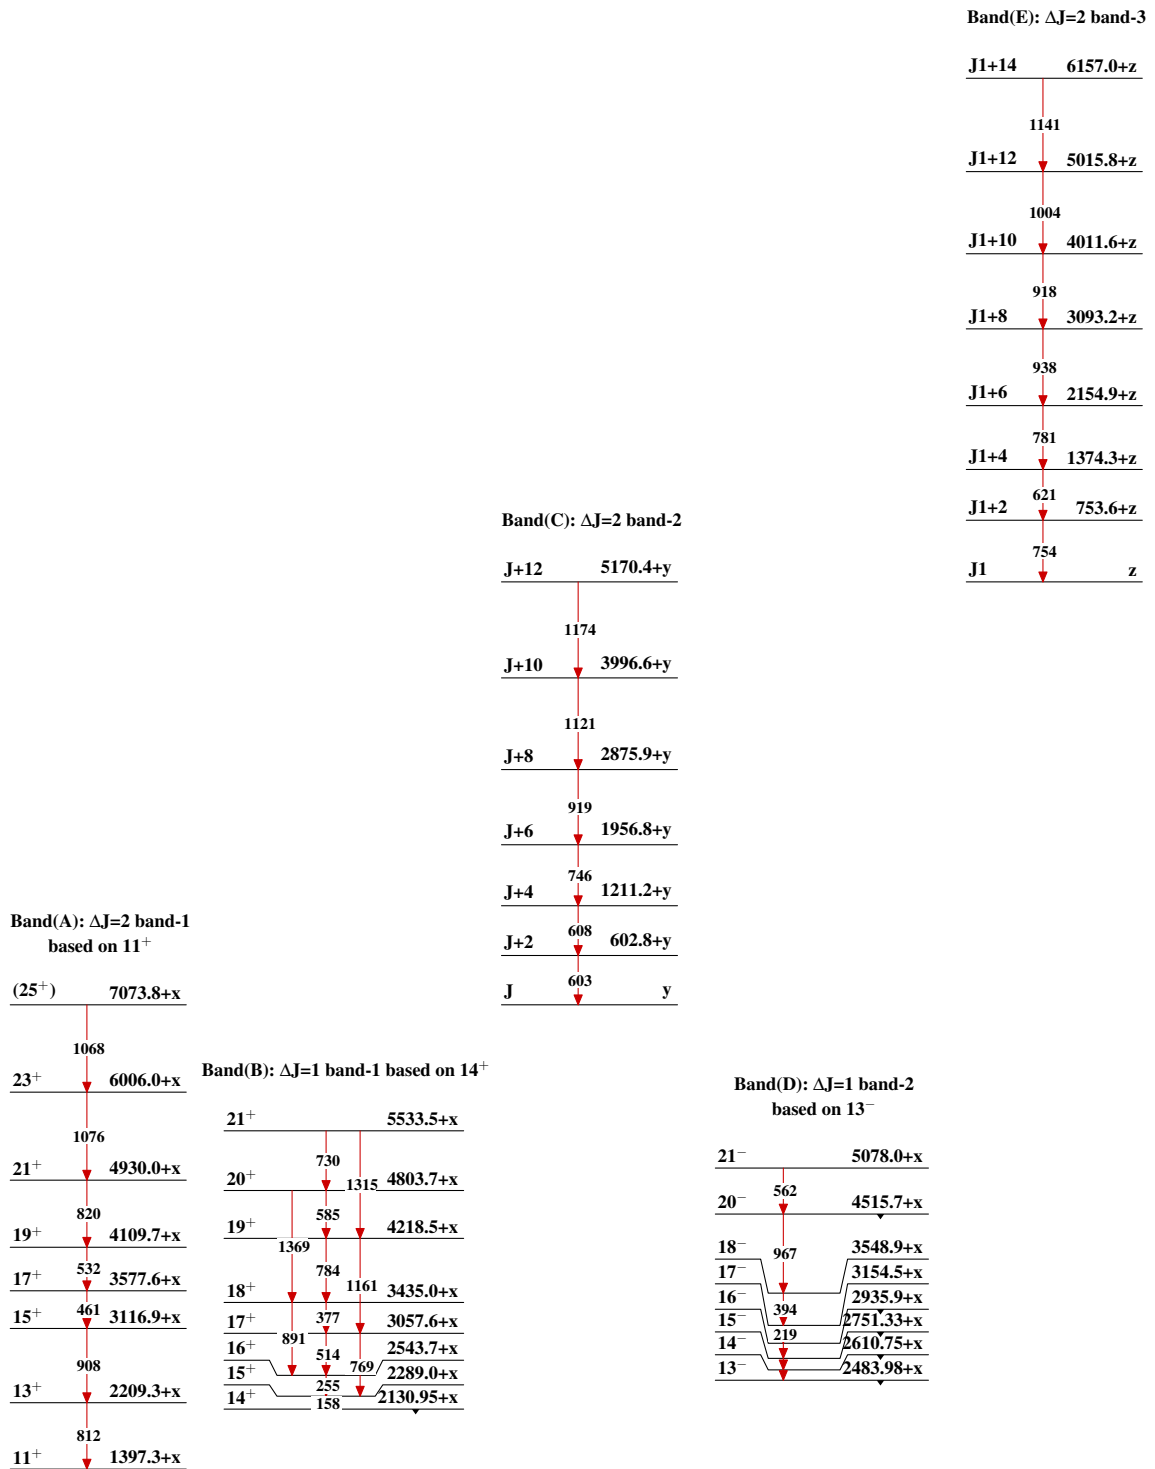 Band(E): ΔJ=2 band-3
J1+14 6157.0+z
1141
J1+12 5015.8+z
1004
J1+10 4011.6+z
918
J1+8 3093.2+z
938
J1+6 2154.9+z
781
J1+4 1374.3+z
621
J1+2 753.6+z
754
J1 z
Band(C): ΔJ=2 band-2
J+12 5170.4+y
1174
J+10 3996.6+y
1121
J+8 2875.9+y
919
J+6 1956.8+y
746
J+4 1211.2+y
608
J+2 602.8+y
603
J y
Band(A): ΔJ=2 band-1
based on 11⁺
(25⁺) 7073.8+x
1068
23⁺ 6006.0+x
1076
21⁺ 4930.0+x
820
19⁺ 4109.7+x
532
17⁺ 3577.6+x
461
15⁺ 3116.9+x
908
13⁺ 2209.3+x
812
11⁺ 1397.3+x
Band(B): ΔJ=1 band-1 based on 14⁺
21⁺ 5533.5+x
730
1315
20⁺ 4803.7+x
585
1369
19⁺ 4218.5+x
784
1161
18⁺ 3435.0+x
377
891
17⁺ 3057.6+x
514
769
16⁺ 2543.7+x
255
15⁺ 2289.0+x
158
14⁺ 2130.95+x
Band(D): ΔJ=1 band-2
based on 13⁻
21⁻ 5078.0+x
562
20⁻ 4515.7+x
967
18⁻ 3548.9+x
394
17⁻ 3154.5+x
219
16⁻ 2935.9+x
15⁻ 2751.33+x
14⁻ 2610.75+x
13⁻ 2483.98+x